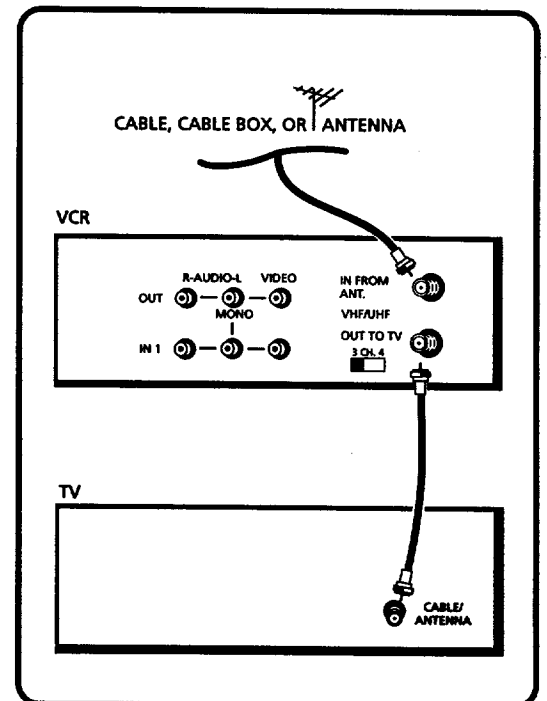 CABLE, CABLE BOX, OR ANTENNA
VCR
R-AUDIO-L VIDEO
OUT
MONO
IN 1
IN FROM
ANT.
VHF/UHF
OUT TO TV
3 CH. 4
TV
CABLE/
ANTENNA